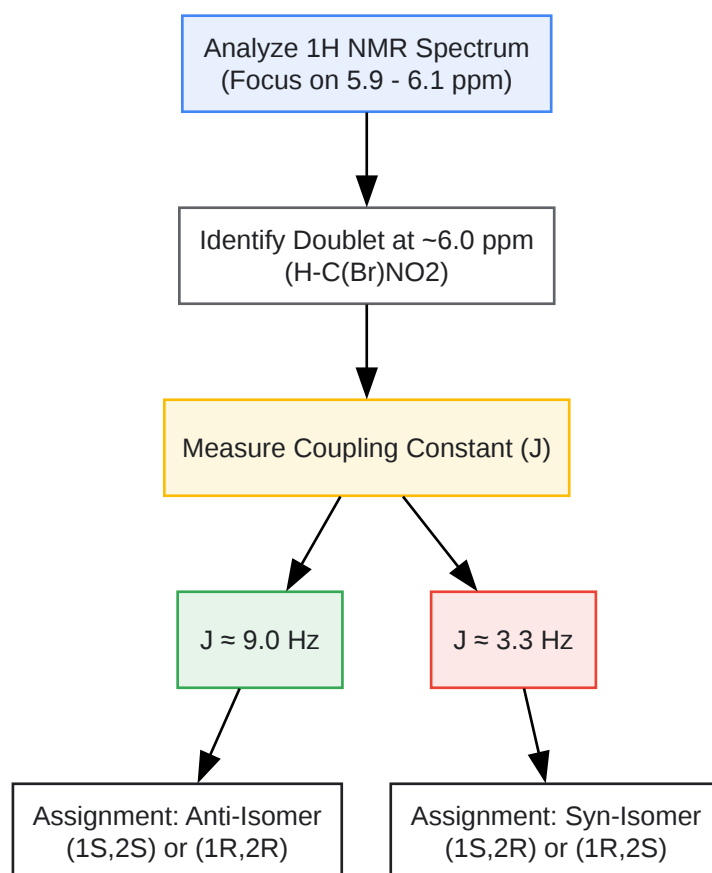 Analyze 1H NMR Spectrum
(Focus on 5.9 - 6.1 ppm)
Identify Doublet at ~6.0 ppm
(H-C(Br)NO2)
Measure Coupling Constant (J)
J ≈ 9.0 Hz
J ≈ 3.3 Hz
Assignment: Anti-Isomer
(1S,2S) or (1R,2R)
Assignment: Syn-Isomer
(1S,2R) or (1R,2S)